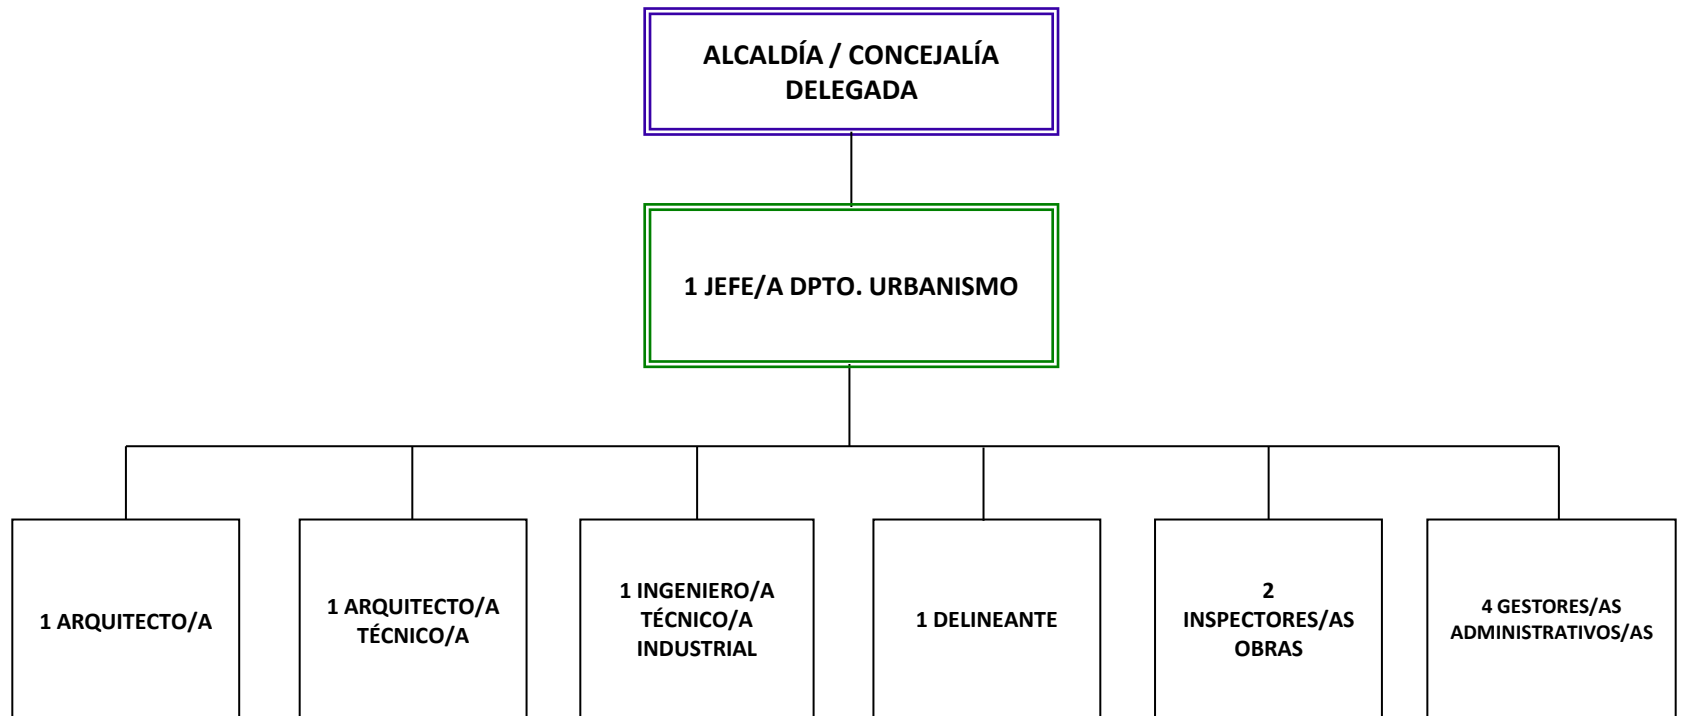 ALCALDÍA / CONCEJALÍA
DELEGADA
1 JEFE/A DPTO. URBANISMO
1 ARQUITECTO/A
1 ARQUITECTO/A
TÉCNICO/A
1 INGENIERO/A
TÉCNICO/A
INDUSTRIAL
1 DELINEANTE
2
INSPECTORES/AS
OBRAS
4 GESTORES/AS
ADMINISTRATIVOS/AS